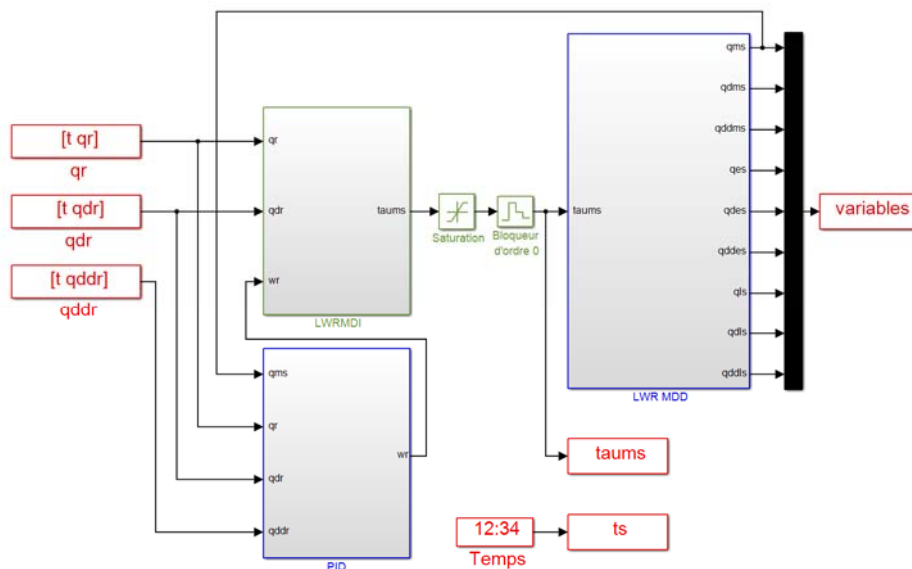 [t qr]
qr
[t qdr]
qdr
[t qddr]
qddr
qr
qdr
wr
taums
LWRMDI
Saturation
Bloqueur
d'ordre 0
taums
qms
qdms
qddms
qes
qdes
qddes
qls
qdls
qddls
LWR MDD
variables
qms
qr
qdr
qddr
wr
PID
taums
12:34
Temps
ts